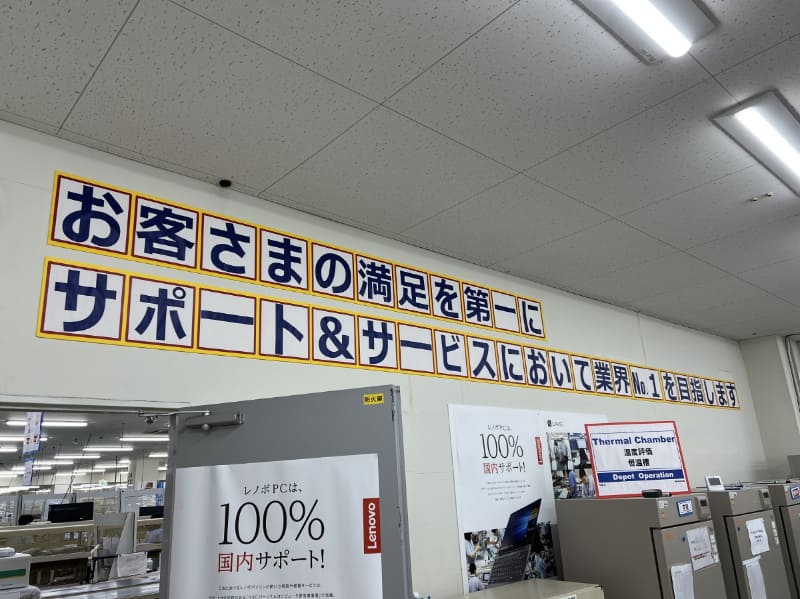 お客さまの満足を第一に
サポート&サービスにおいて業界No.1を目指します
防火扉
レノボPCは、
100%
国内サポート!
Lenovo
レノボPCは、
100%
国内サポート!
Thermal Chamber
温度評価
恒温槽
Depot Operation